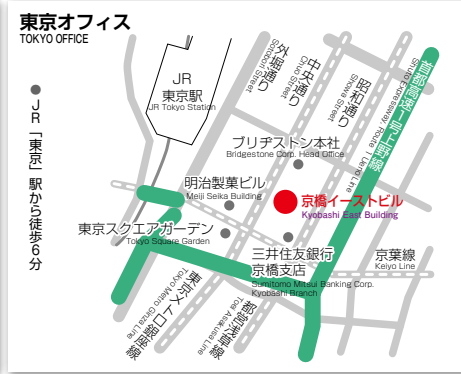 東京オフィス
TOKYO OFFICE
JR
東京駅
JR Tokyo Station
外堀通り
Sotobori Street
中央通り
Chuo Street
昭和通り
Showa Street
首都高速1号上野線
Shuto Expressway, Route 1 Ueno Line
●JR「東京」駅から徒歩6分
ブリヂストン本社
Bridgestone Corp. Head Office
明治製菓ビル
Meiji Seika Building
京橋イーストビル
Kyobashi East Building
東京スクエアガーデン
Tokyo Square Garden
三井住友銀行
京橋支店
Sumitomo Mitsui Banking Corp.
Kyobashi Branch
京葉線
Keiyo Line
東京メトロ銀座線
Tokyo Metro Ginza Line
都営浅草線
Toei Asakusa Line